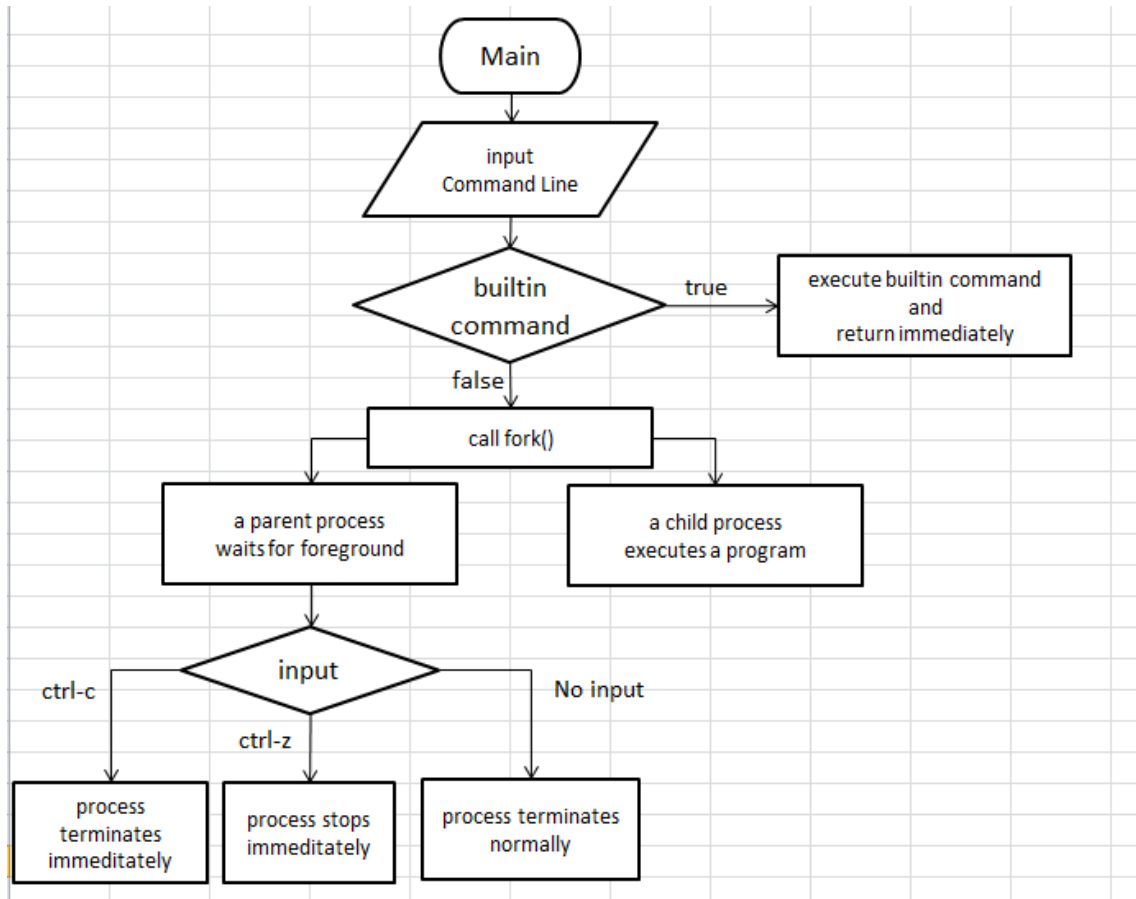 Main
input
Command Line
builtin
command
true
execute builtin command
and
return immediately
false
call fork()
a parent process
waits for foreground
a child process
executes a program
input
ctrl-c
No input
ctrl-z
process
terminates
immeditately
process stops
immeditately
process terminates
normally